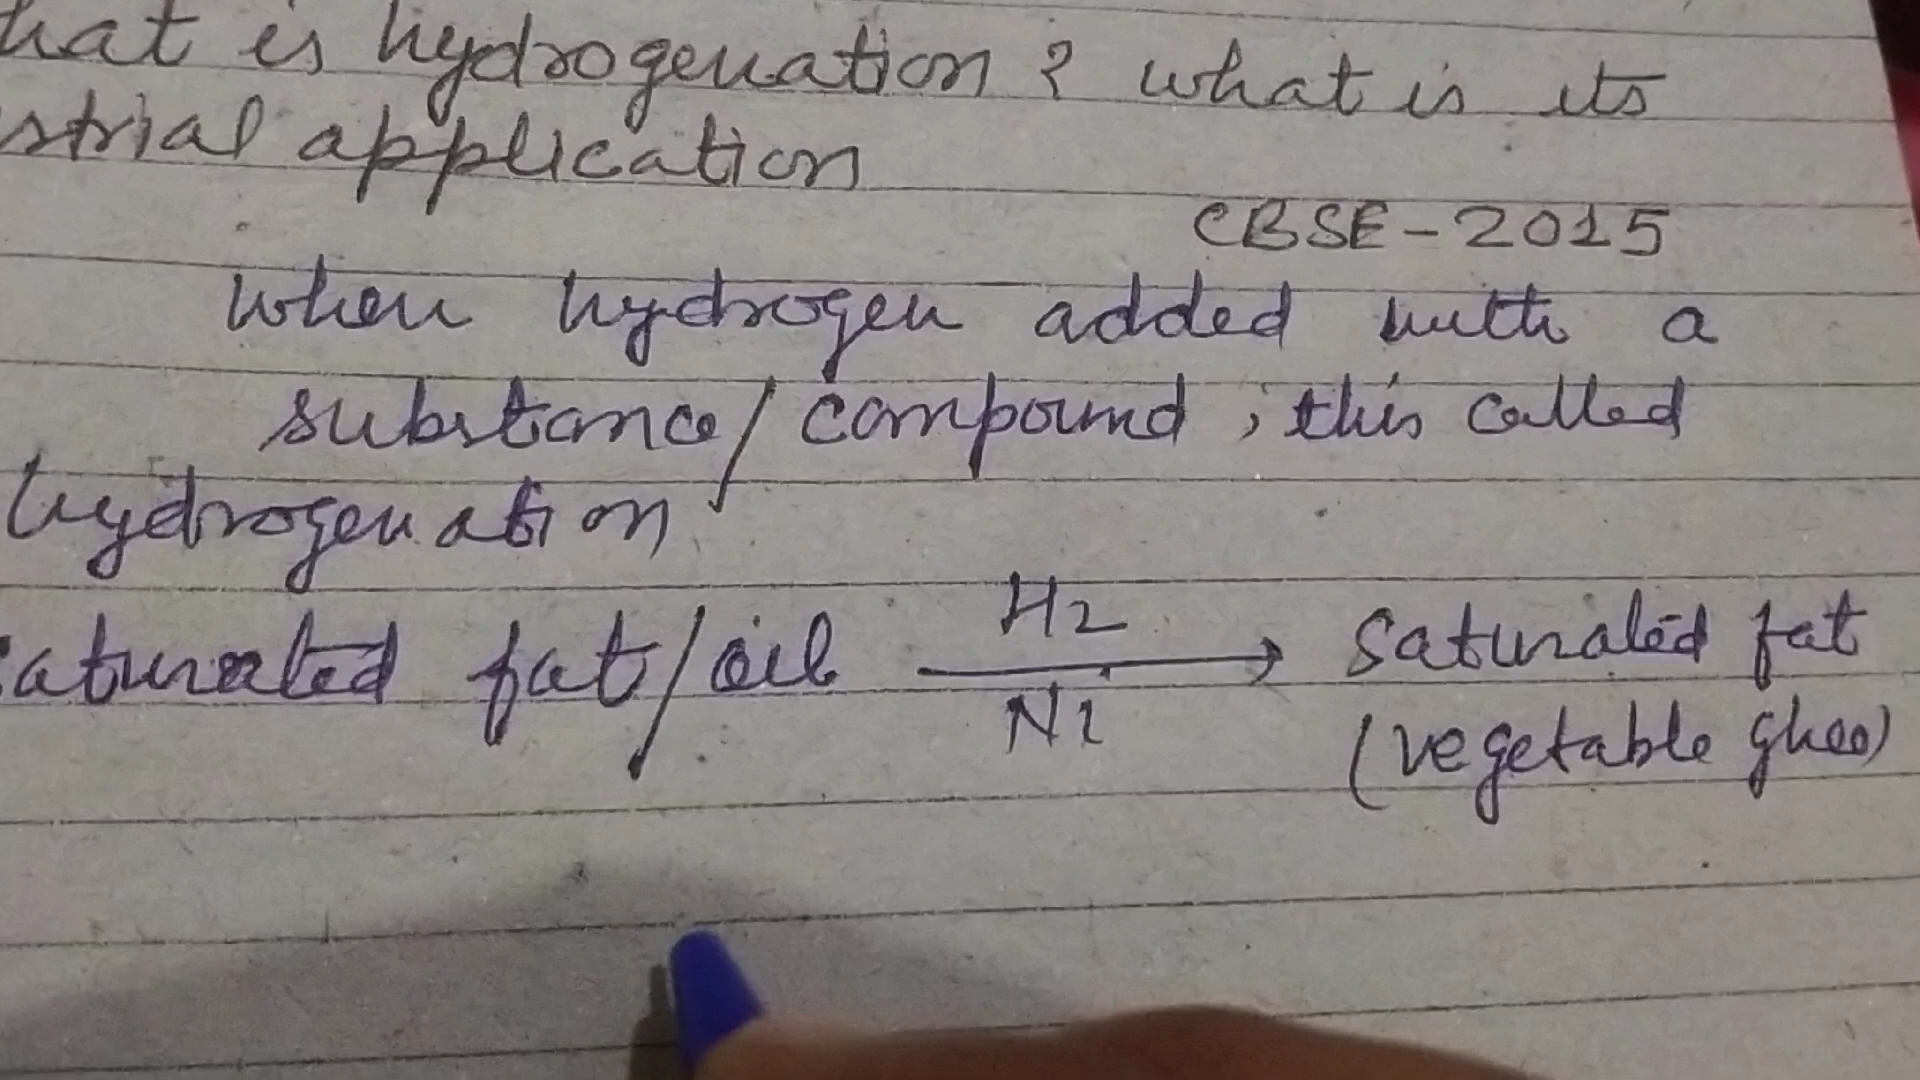 hat is hydrogenation? what is its
strial application
CBSE-2015
when hydrogen added with a
substance/compound, this called
hydrogenation
saturated fat/oil H2 Ni → saturated fat
(vegetable ghee)